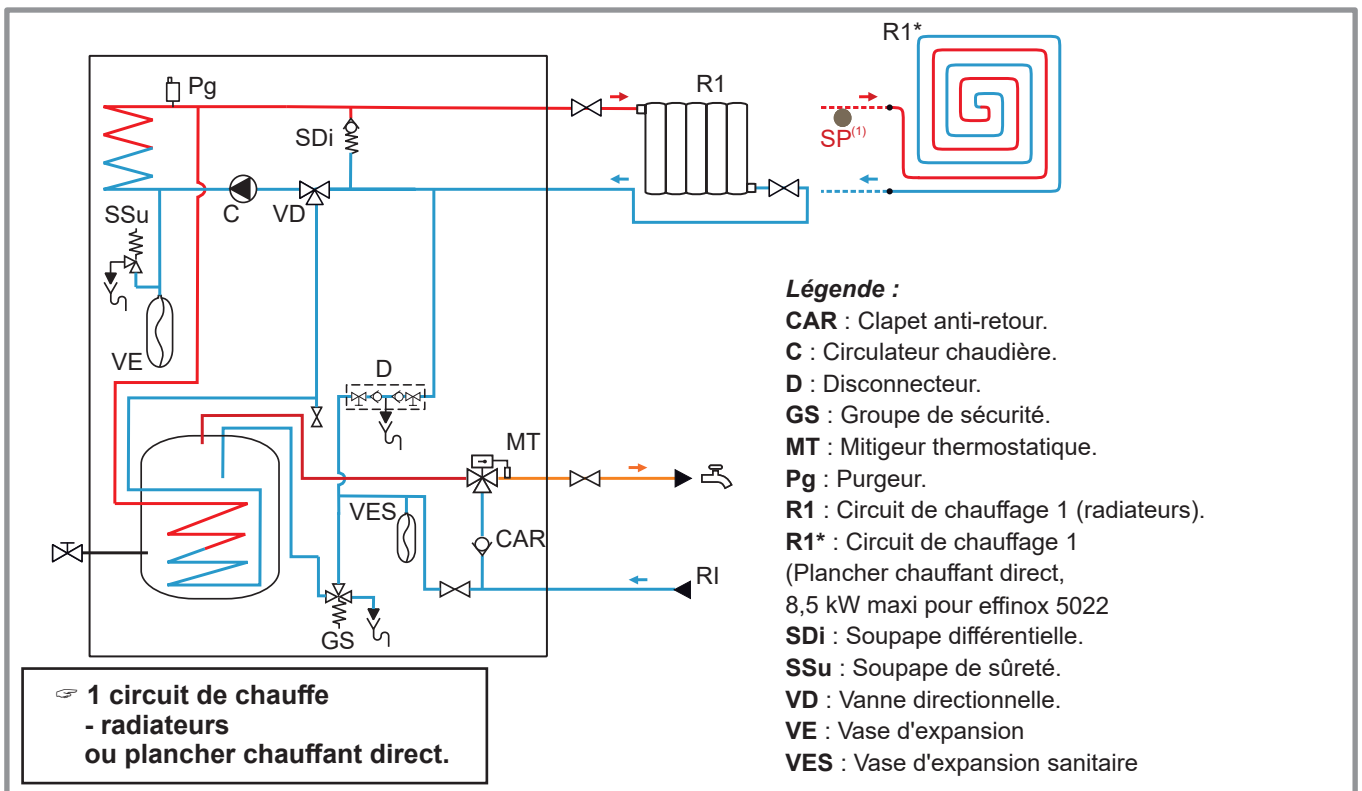 R1*
Pg
R1
SDi
SP(1)
SSu
C
VD
VE
D
MT
VES
CAR
RI
GS
Légende :
CAR : Clapet anti-retour.
C : Circulateur chaudière.
D : Disconnecteur.
GS : Groupe de sécurité.
MT : Mitigeur thermostatique.
Pg : Purgeur.
R1 : Circuit de chauffage 1 (radiateurs).
R1* : Circuit de chauffage 1
(Plancher chauffant direct,
8,5 kW maxi pour effinox 5022
SDi : Soupape différentielle.
SSu : Soupape de sûreté.
VD : Vanne directionnelle.
VE : Vase d'expansion
VES : Vase d'expansion sanitaire
☞ 1 circuit de chauffe
- radiateurs
ou plancher chauffant direct.